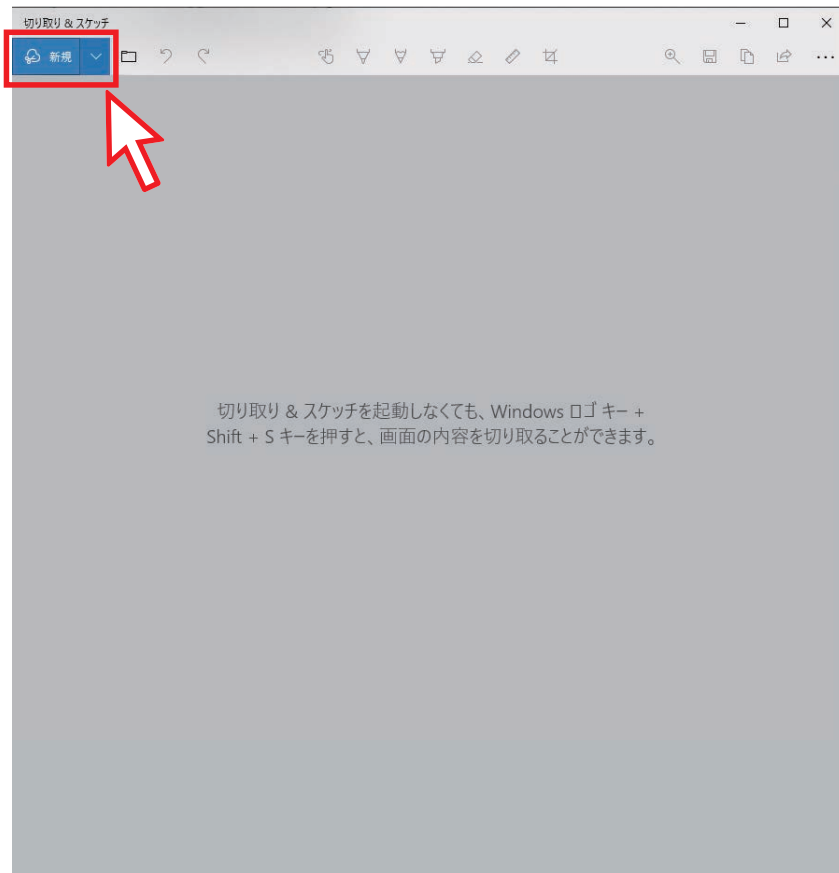 切り取り & スケッチ
新規
切り取り & スケッチを起動しなくても、Windows ロゴ キー +
Shift + S キーを押すと、画面の内容を切り取ることができます。